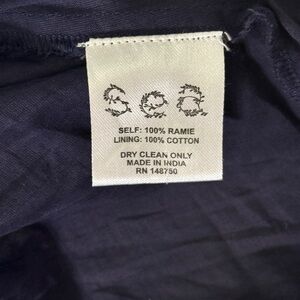 Sea
SELF: 100% RAMIE
LINING: 100% COTTON
DRY CLEAN ONLY
MADE IN INDIA
RN 148750